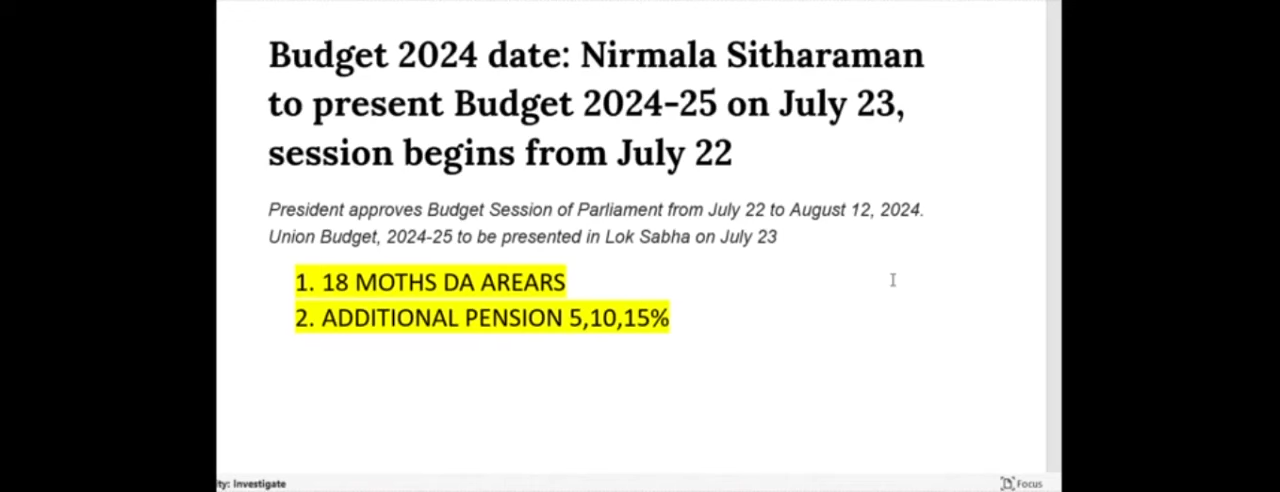 Budget 2024 date: Nirmala Sitharaman
to present Budget 2024-25 on July 23,
session begins from July 22
President approves Budget Session of Parliament from July 22 to August 12, 2024.
Union Budget, 2024-25 to be presented in Lok Sabha on July 23
1. 18 MOTHS DA AREARS
2. ADDITIONAL PENSION 5,10,15%
ty: Investigate
Focus